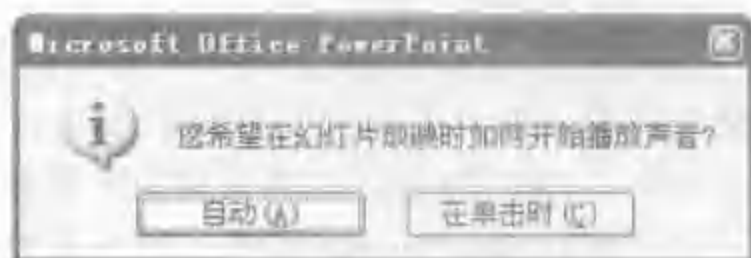 Microsoft Office PowerPoint
您希望在幻灯片放映时如何开始播放声音?
自动(A)
在单击时(C)